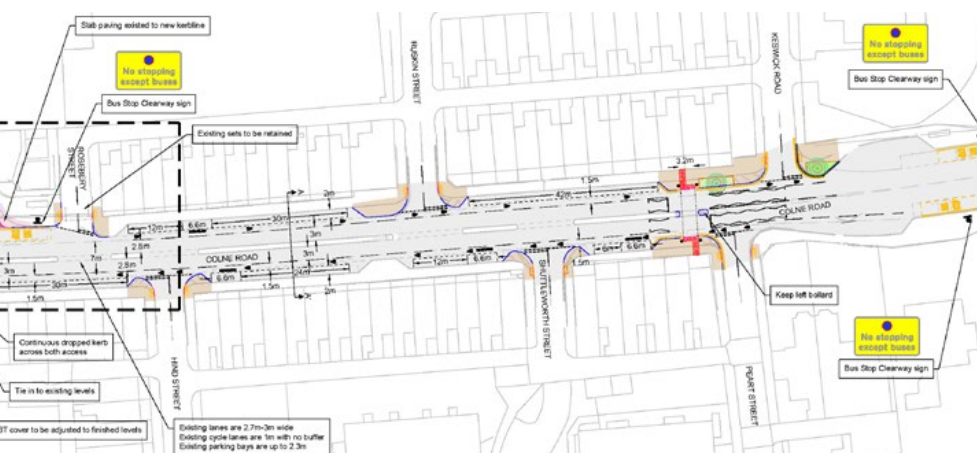 Slab paving existed to new kerbline
No stopping
except buses
Bus Stop Clearway sign
Existing sets to be retained
ROSEBERY
STREET
RUSKIN STREET
KESWICK ROAD
No stopping
except buses
Bus Stop Clearway sign
3.2m
2m
1.5m
42m
30m
12m
6.6m
3m
2.8m
7m
COLNE ROAD
COLNE ROAD
3m
2.8m
3m
30m
1.5m
6.6m
1.5m
24m
2m
12m
6.6m
6.6m
1.5m
A
A
HIND STREET
SHUTTLEWORTH STREET
PEART STREET
Keep left bollard
No stopping
except buses
Bus Stop Clearway sign
Continuous dropped kerb
across both access
Tie in to existing levels
BT cover to be adjusted to finished levels
Existing lanes are 2.7m-3m wide
Existing cycle lanes are 1m with no buffer
Existing parking bays are up to 2.3m